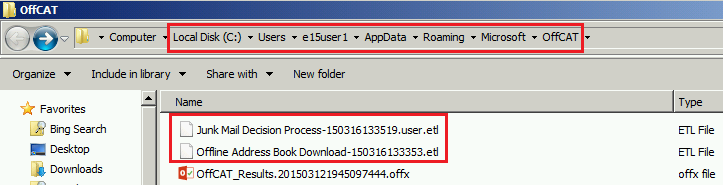 OffCAT
Computer Local Disk (C:) Users e15user1 AppData Roaming Microsoft OffCAT
Organize Include in library Share with New folder
Favorites
Bing Search
Desktop
Downloads
Name Type
Junk Mail Decision Process-150316133519.user.etl ETL File
Offline Address Book Download-150316133353.etl ETL File
OffCAT_Results.201503121945097444.offx offx file